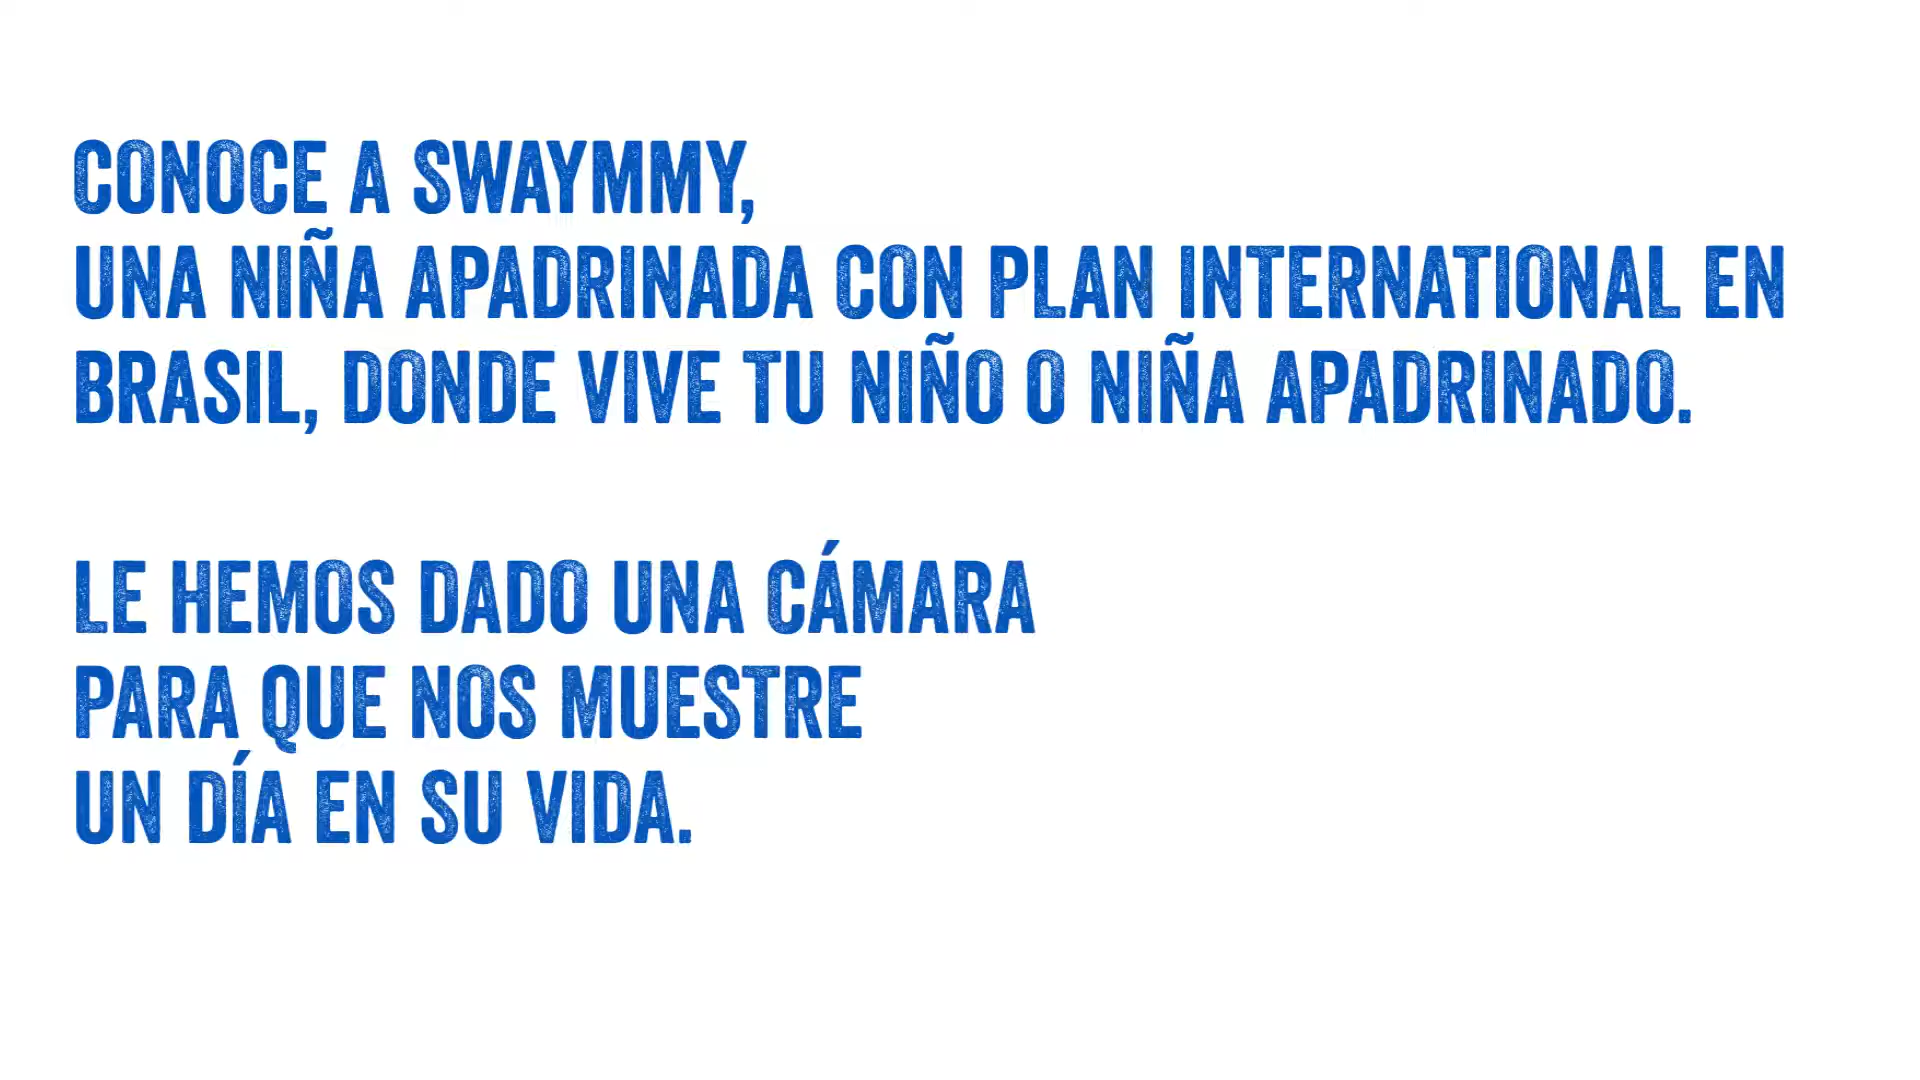 CONOCE A SWAYMMY,
UNA NIÑA APADRINADA CON PLAN INTERNATIONAL EN
BRASIL, DONDE VIVE TU NIÑO O NIÑA APADRINADO.
LE HEMOS DADO UNA CÁMARA
PARA QUE NOS MUESTRE
UN DÍA EN SU VIDA.